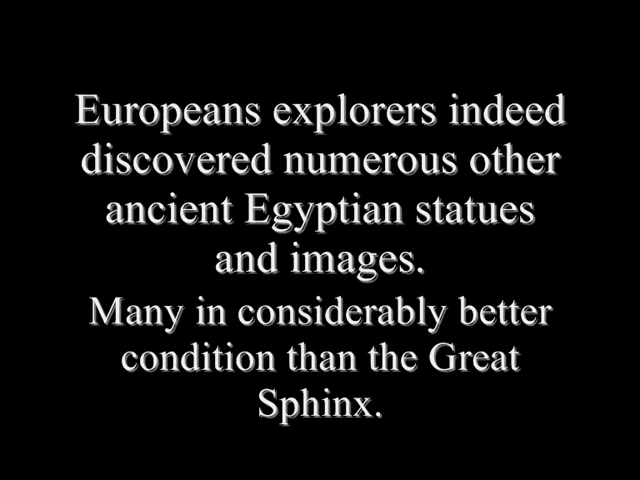 Europeans explorers indeed
discovered numerous other
ancient Egyptian statues
and images.
Many in considerably better
condition than the Great
Sphinx.